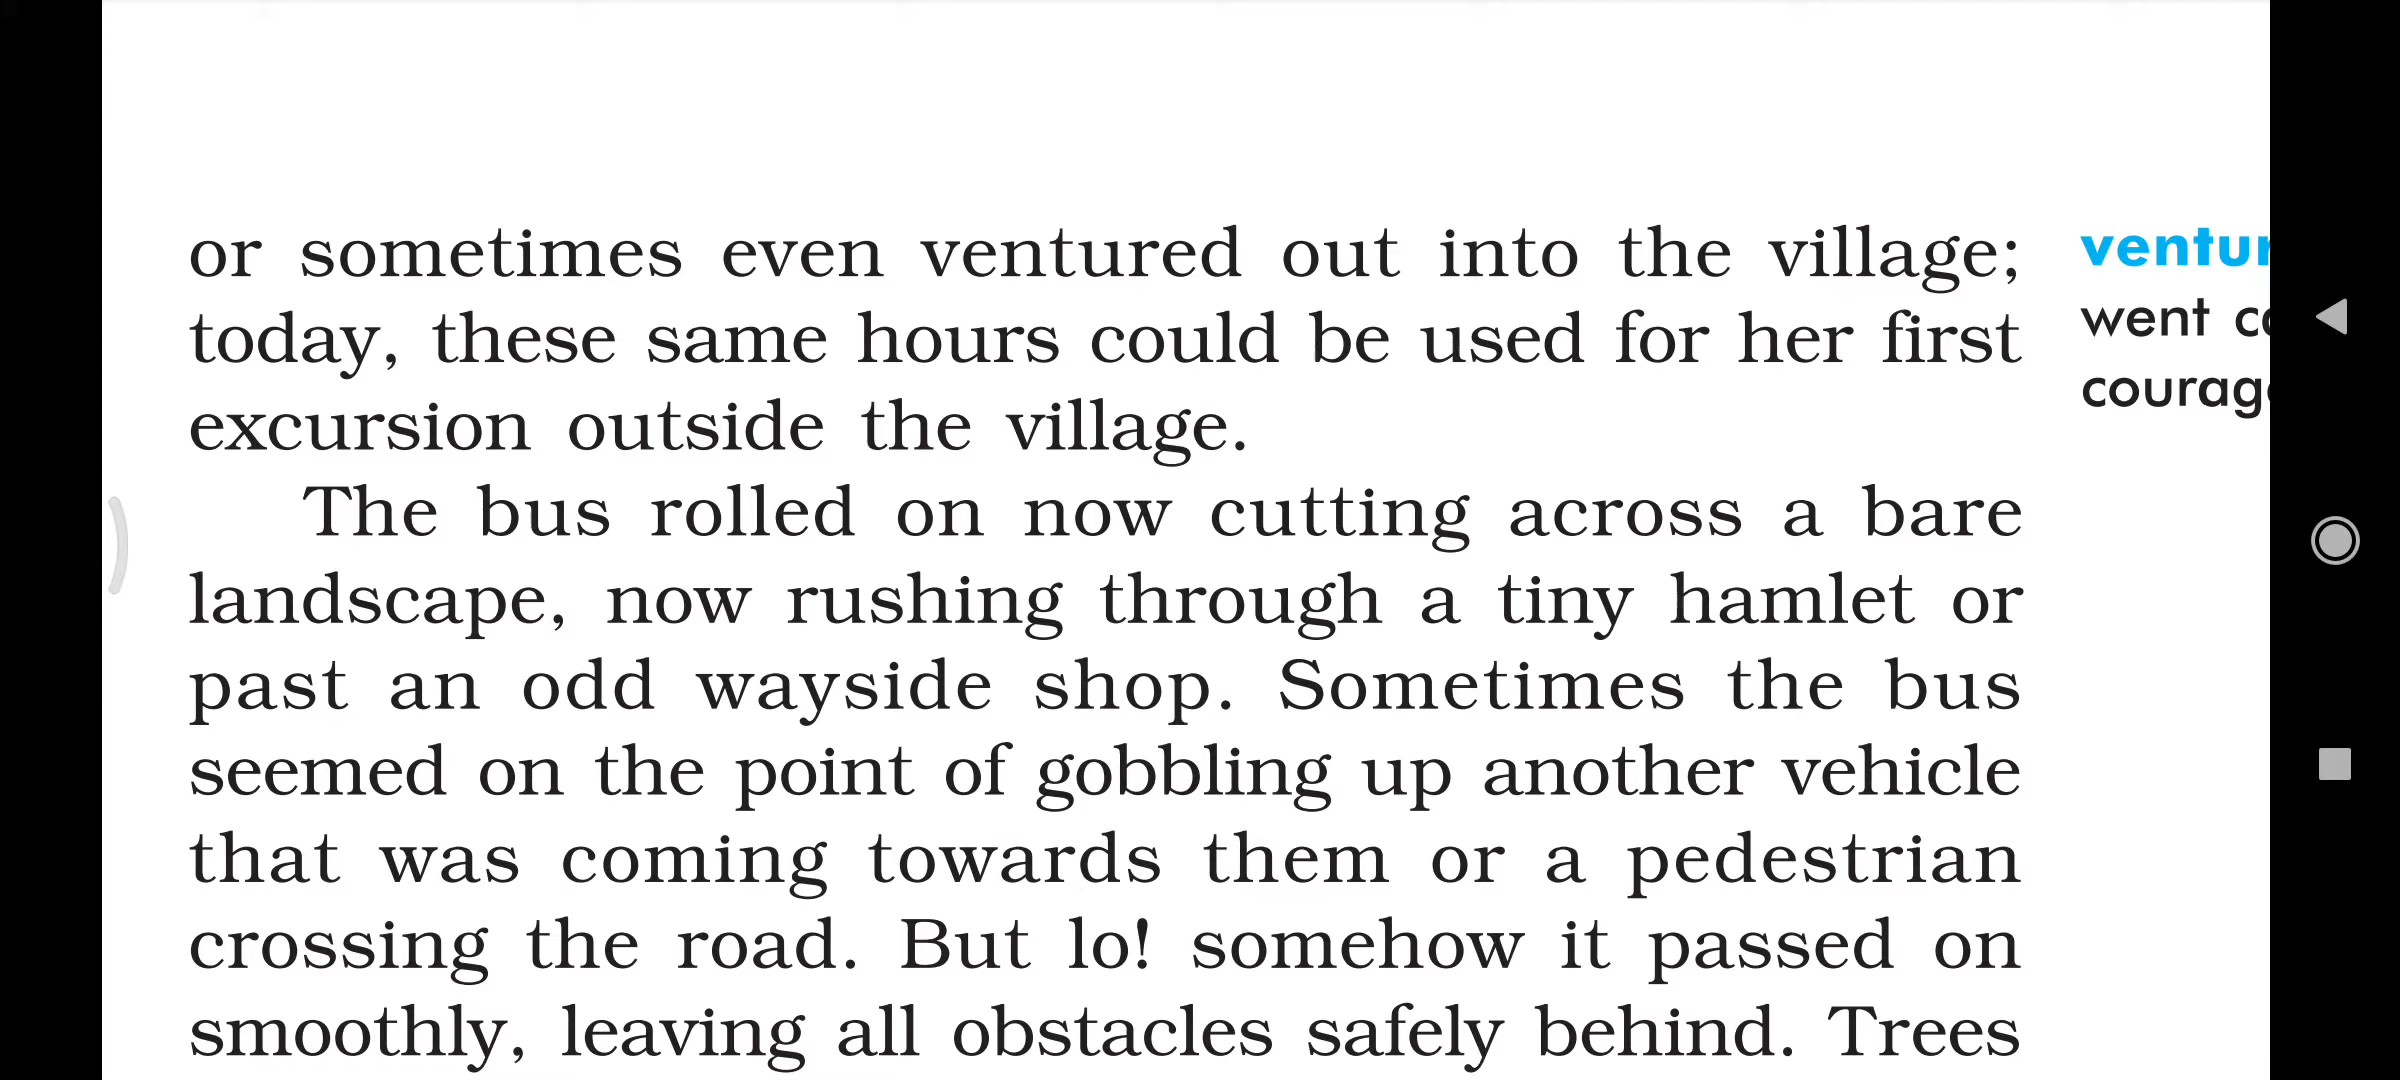 or sometimes even ventured out into the village;
today, these same hours could be used for her first
excursion outside the village.
The bus rolled on now cutting across a bare
landscape, now rushing through a tiny hamlet or
past an odd wayside shop. Sometimes the bus
seemed on the point of gobbling up another vehicle
that was coming towards them or a pedestrian
crossing the road. But lo! somehow it passed on
smoothly, leaving all obstacles safely behind. Trees
went